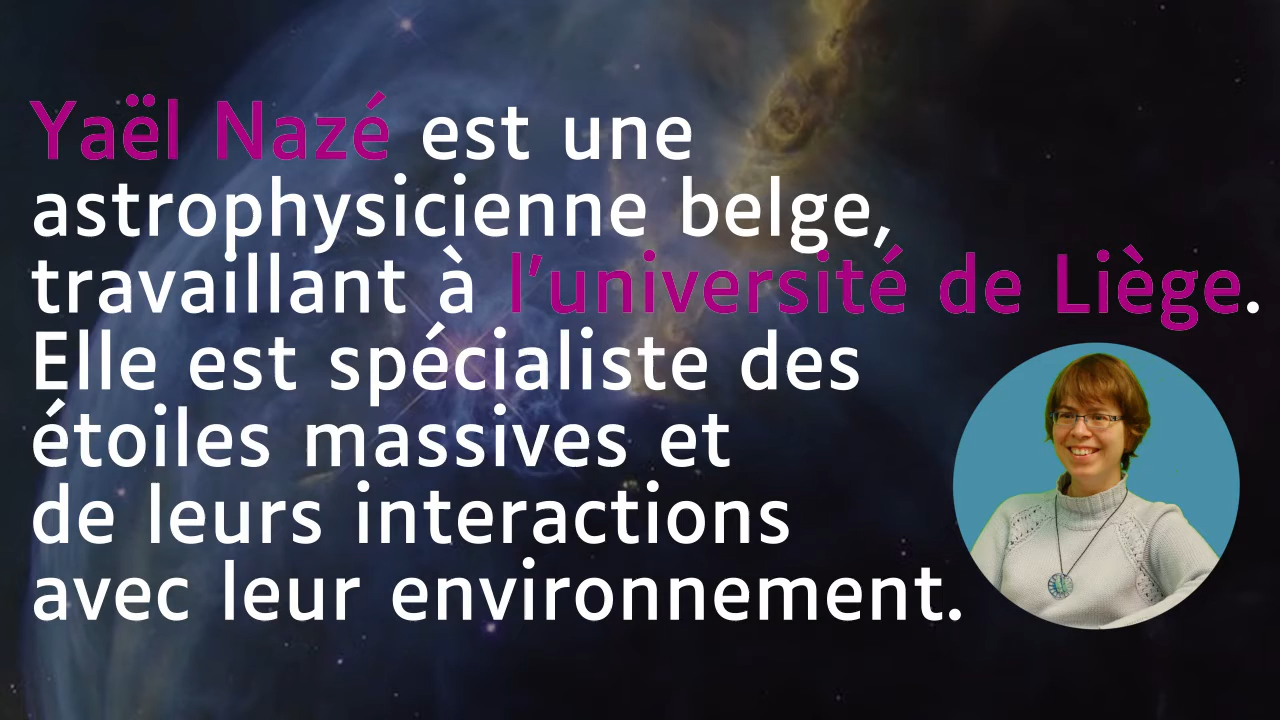 Yaël Nazé est une
astrophysicienne belge,
travaillant à l’université de Liège.
Elle est spécialiste des
étoiles massives et
de leurs interactions
avec leur environnement.